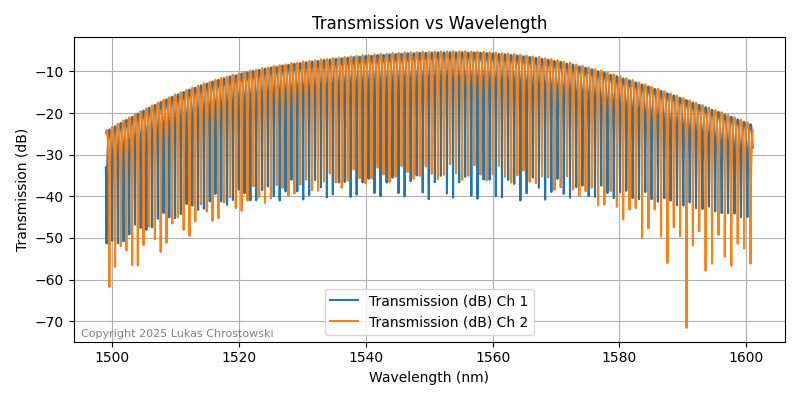 Transmission vs Wavelength
Transmission (dB)
−10
−20
−30
−40
−50
−60
−70
Transmission (dB) Ch 1
Transmission (dB) Ch 2
Copyright 2025 Lukas Chrostowski
1500 1520 1540 1560 1580 1600
Wavelength (nm)